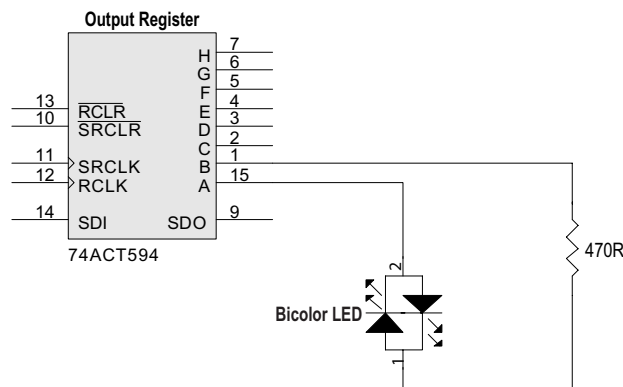 Output Register
H
7
G
6
F
5
13
RCLR
E
4
10
SRCLR
D
3
C
2
11
SRCLK
B
1
12
RCLK
A
15
14
SDI
SDO
9
74ACT594
470R
2
Bicolor LED
1